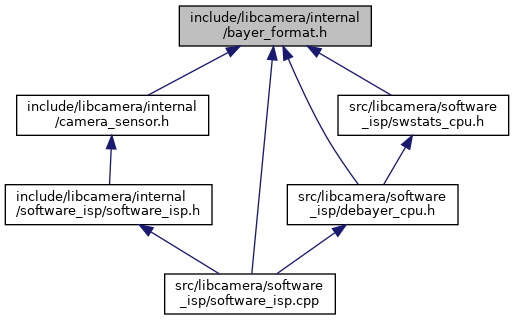 include/libcamera/internal
/bayer_format.h
include/libcamera/internal
/camera_sensor.h
src/libcamera/software
_isp/swstats_cpu.h
include/libcamera/internal
/software_isp/software_isp.h
src/libcamera/software
_isp/debayer_cpu.h
src/libcamera/software
_isp/software_isp.cpp